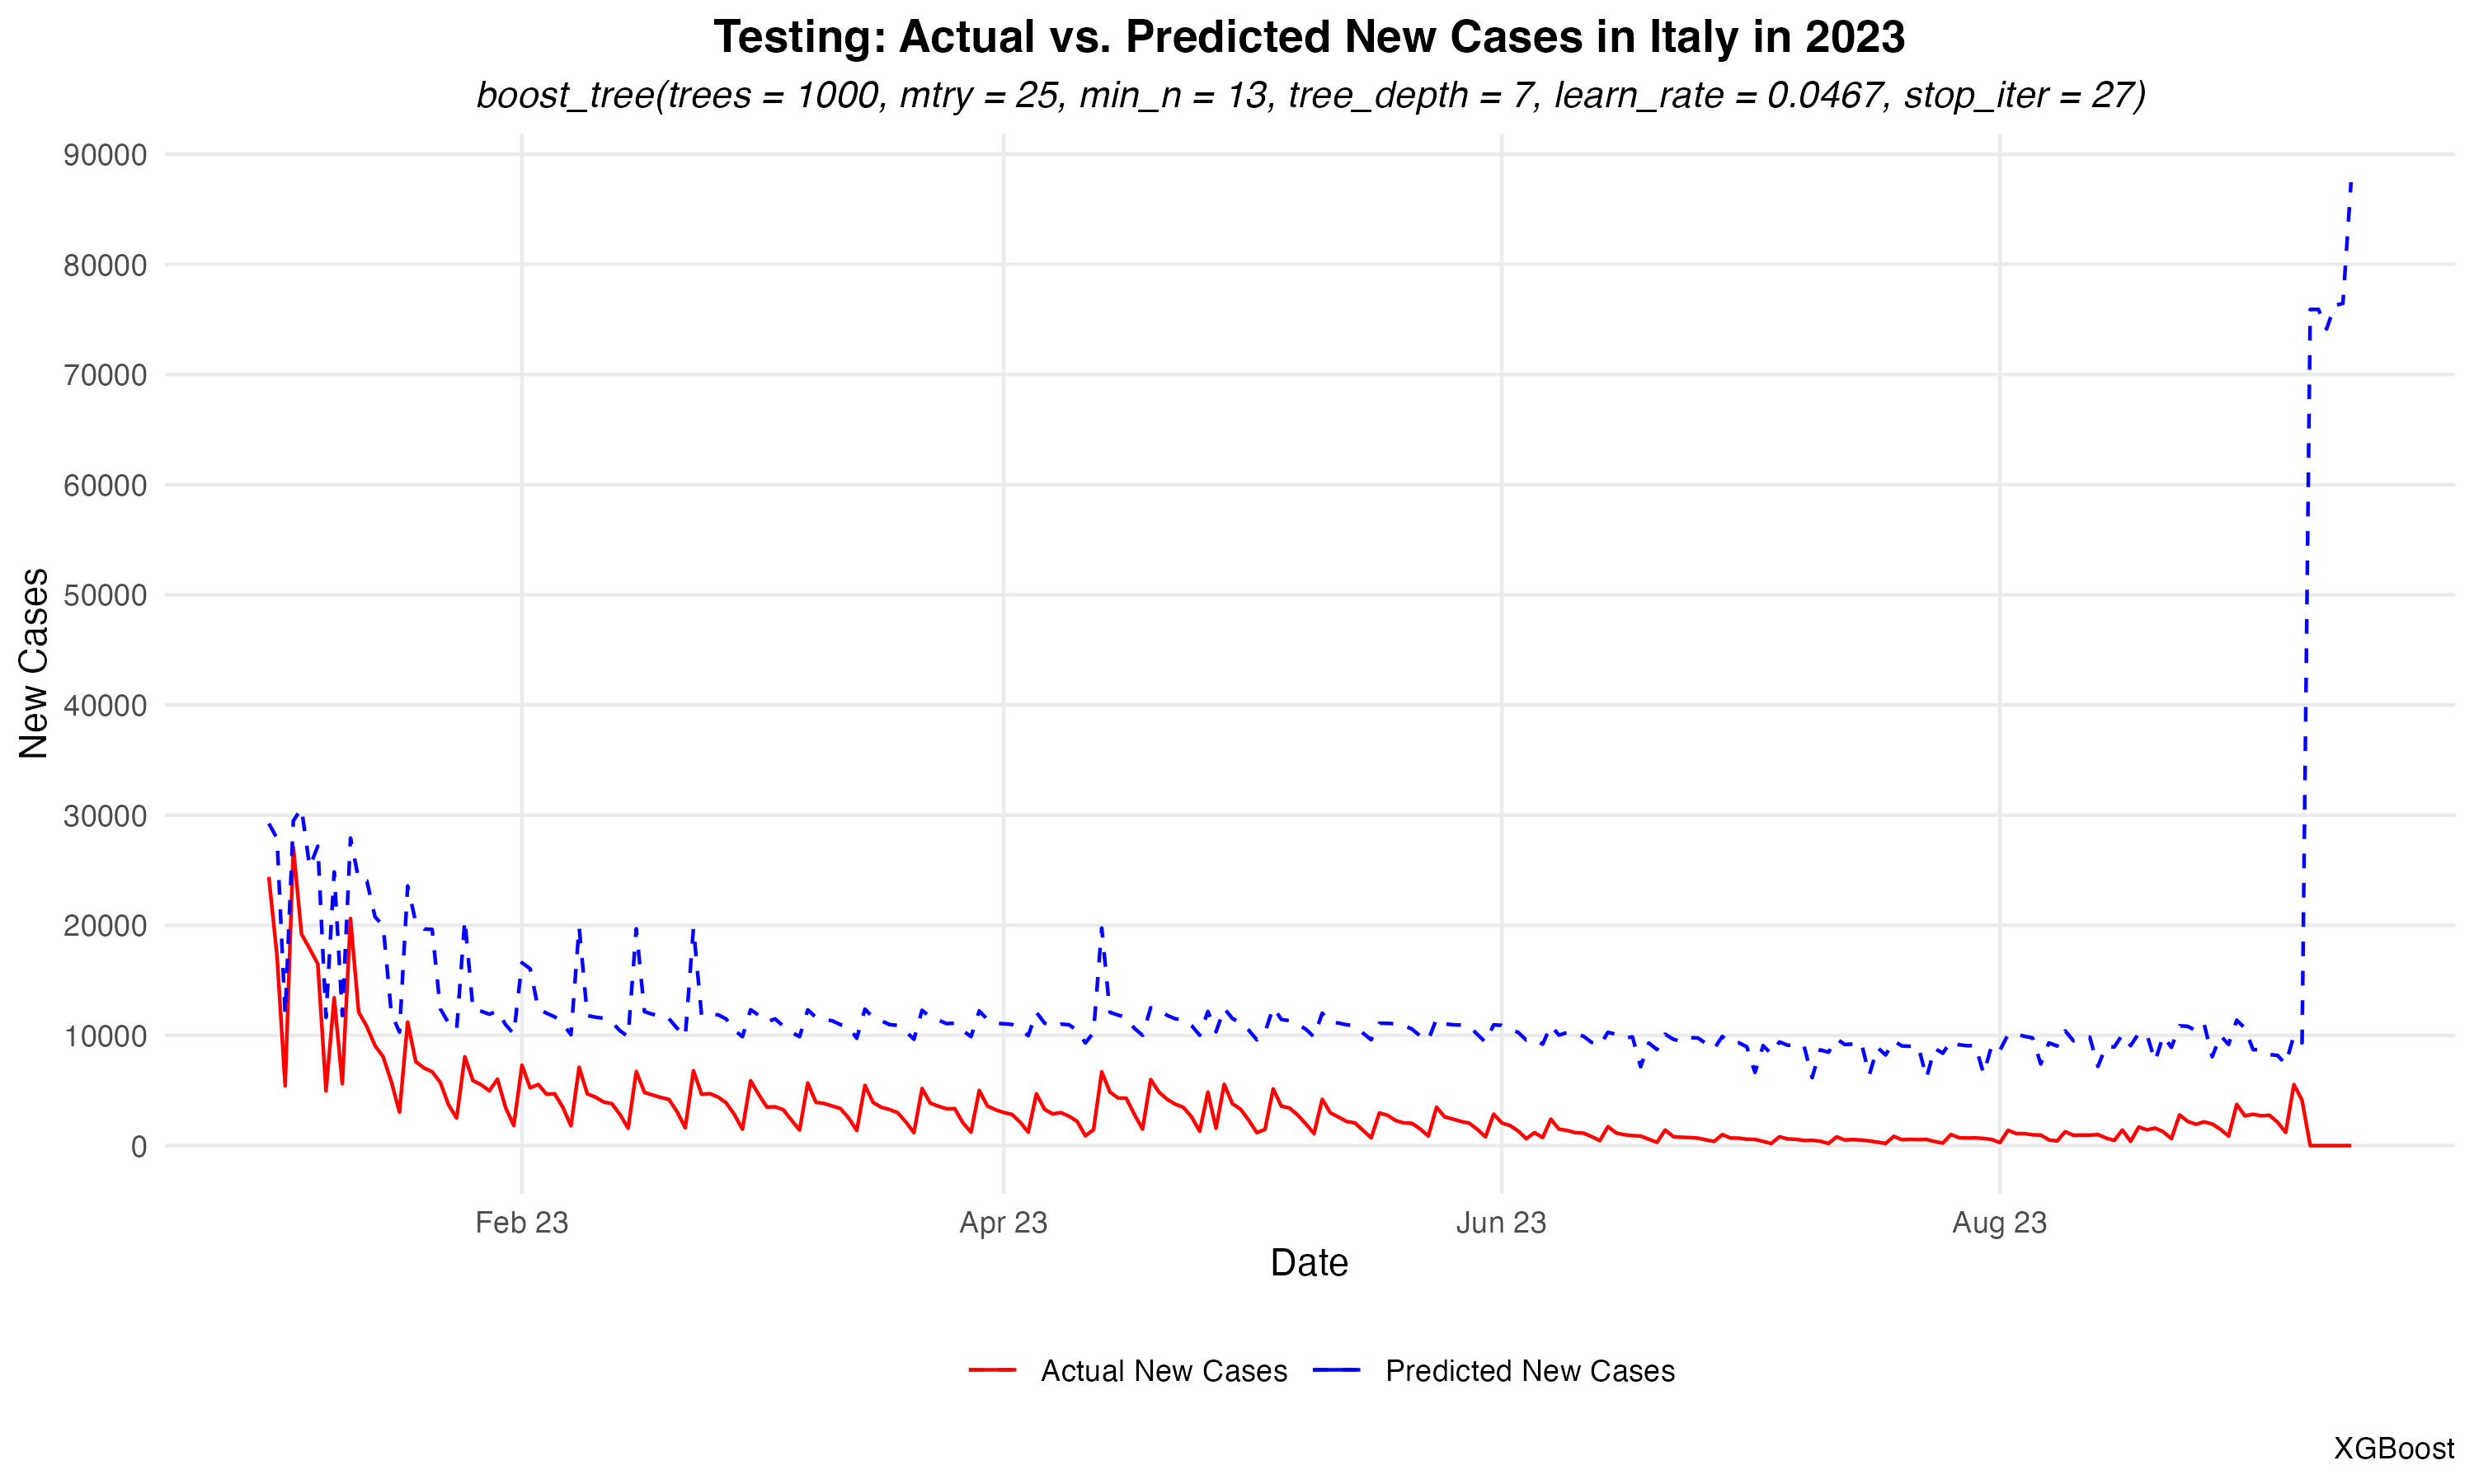 Testing: Actual vs. Predicted New Cases in Italy in 2023
boost_tree(trees = 1000, mtry = 25, min_n = 13, tree_depth = 7, learn_rate = 0.0467, stop_iter = 27)
New Cases
90000
80000
70000
60000
50000
40000
30000
20000
10000
0
Feb 23 Apr 23 Jun 23 Aug 23
Date
Actual New Cases Predicted New Cases
XGBoost